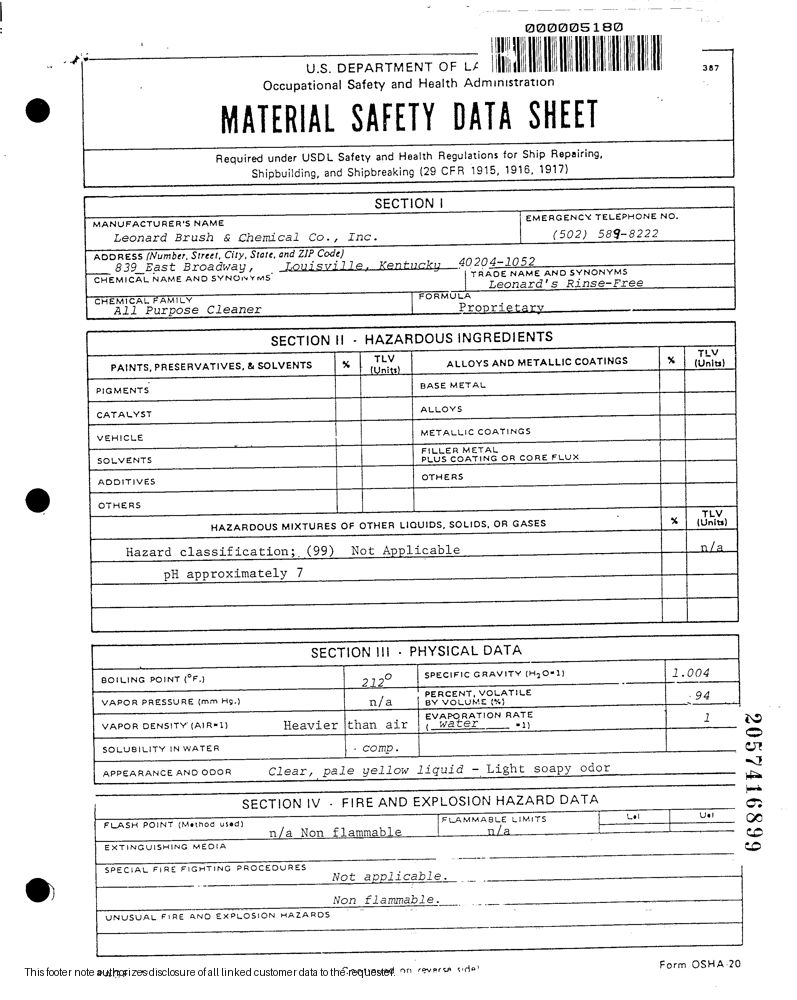 000005180
U.S. DEPARTMENT OF LA
387
Occupational Safety and Health Administration
MATERIAL SAFETY DATA SHEET
Required under USDL Safety and Health Regulations for Ship Repairing,
Shipbuilding, and Shipbreaking (29 CFR 1915, 1916, 1917)
SECTION I
MANUFACTURER'S NAME
Leonard Brush & Chemical Co., Inc.
EMERGENCY TELEPHONE NO.
(502) 589-8222
ADDRESS (Number, Street, City, State, and ZIP Code)
839 East Broadway, Louisville, Kentucky 40204-1052
CHEMICAL NAME AND SYNONYMS
TRADE NAME AND SYNONYMS
Leonard's Rinse-Free
CHEMICAL FAMILY
All Purpose Cleaner
FORMULA
Proprietary
SECTION II - HAZARDOUS INGREDIENTS
PAINTS, PRESERVATIVES, & SOLVENTS % TLV (Units) ALLOYS AND METALLIC COATINGS % TLV (Units)
PIGMENTS BASE METAL
CATALYST ALLOYS
VEHICLE METALLIC COATINGS
SOLVENTS FILLER METAL
PLUS COATING OR CORE FLUX
ADDITIVES OTHERS
OTHERS
HAZARDOUS MIXTURES OF OTHER LIQUIDS, SOLIDS, OR GASES % TLV (Units)
Hazard classification; (99) Not Applicable n/a
pH approximately 7
SECTION III - PHYSICAL DATA
BOILING POINT (°F.) 212° SPECIFIC GRAVITY (H2O=1) 1.004
VAPOR PRESSURE (mm Hg.) n/a PERCENT, VOLATILE
BY VOLUME (%) 94
VAPOR DENSITY (AIR=1) Heavier than air EVAPORATION RATE
( water =1) 1
SOLUBILITY IN WATER comp.
APPEARANCE AND ODOR Clear, pale yellow liquid - Light soapy odor
2057416899
SECTION IV - FIRE AND EXPLOSION HAZARD DATA
FLASH POINT (Method used)
n/a Non flammable
FLAMMABLE LIMITS
n/a
Lel Uel
EXTINGUISHING MEDIA
SPECIAL FIRE FIGHTING PROCEDURES
Not applicable.
Non flammable.
UNUSUAL FIRE AND EXPLOSION HAZARDS
on reverse side)
Form OSHA-20
This footer note authorizes disclosure of all linked customer data to the requester.